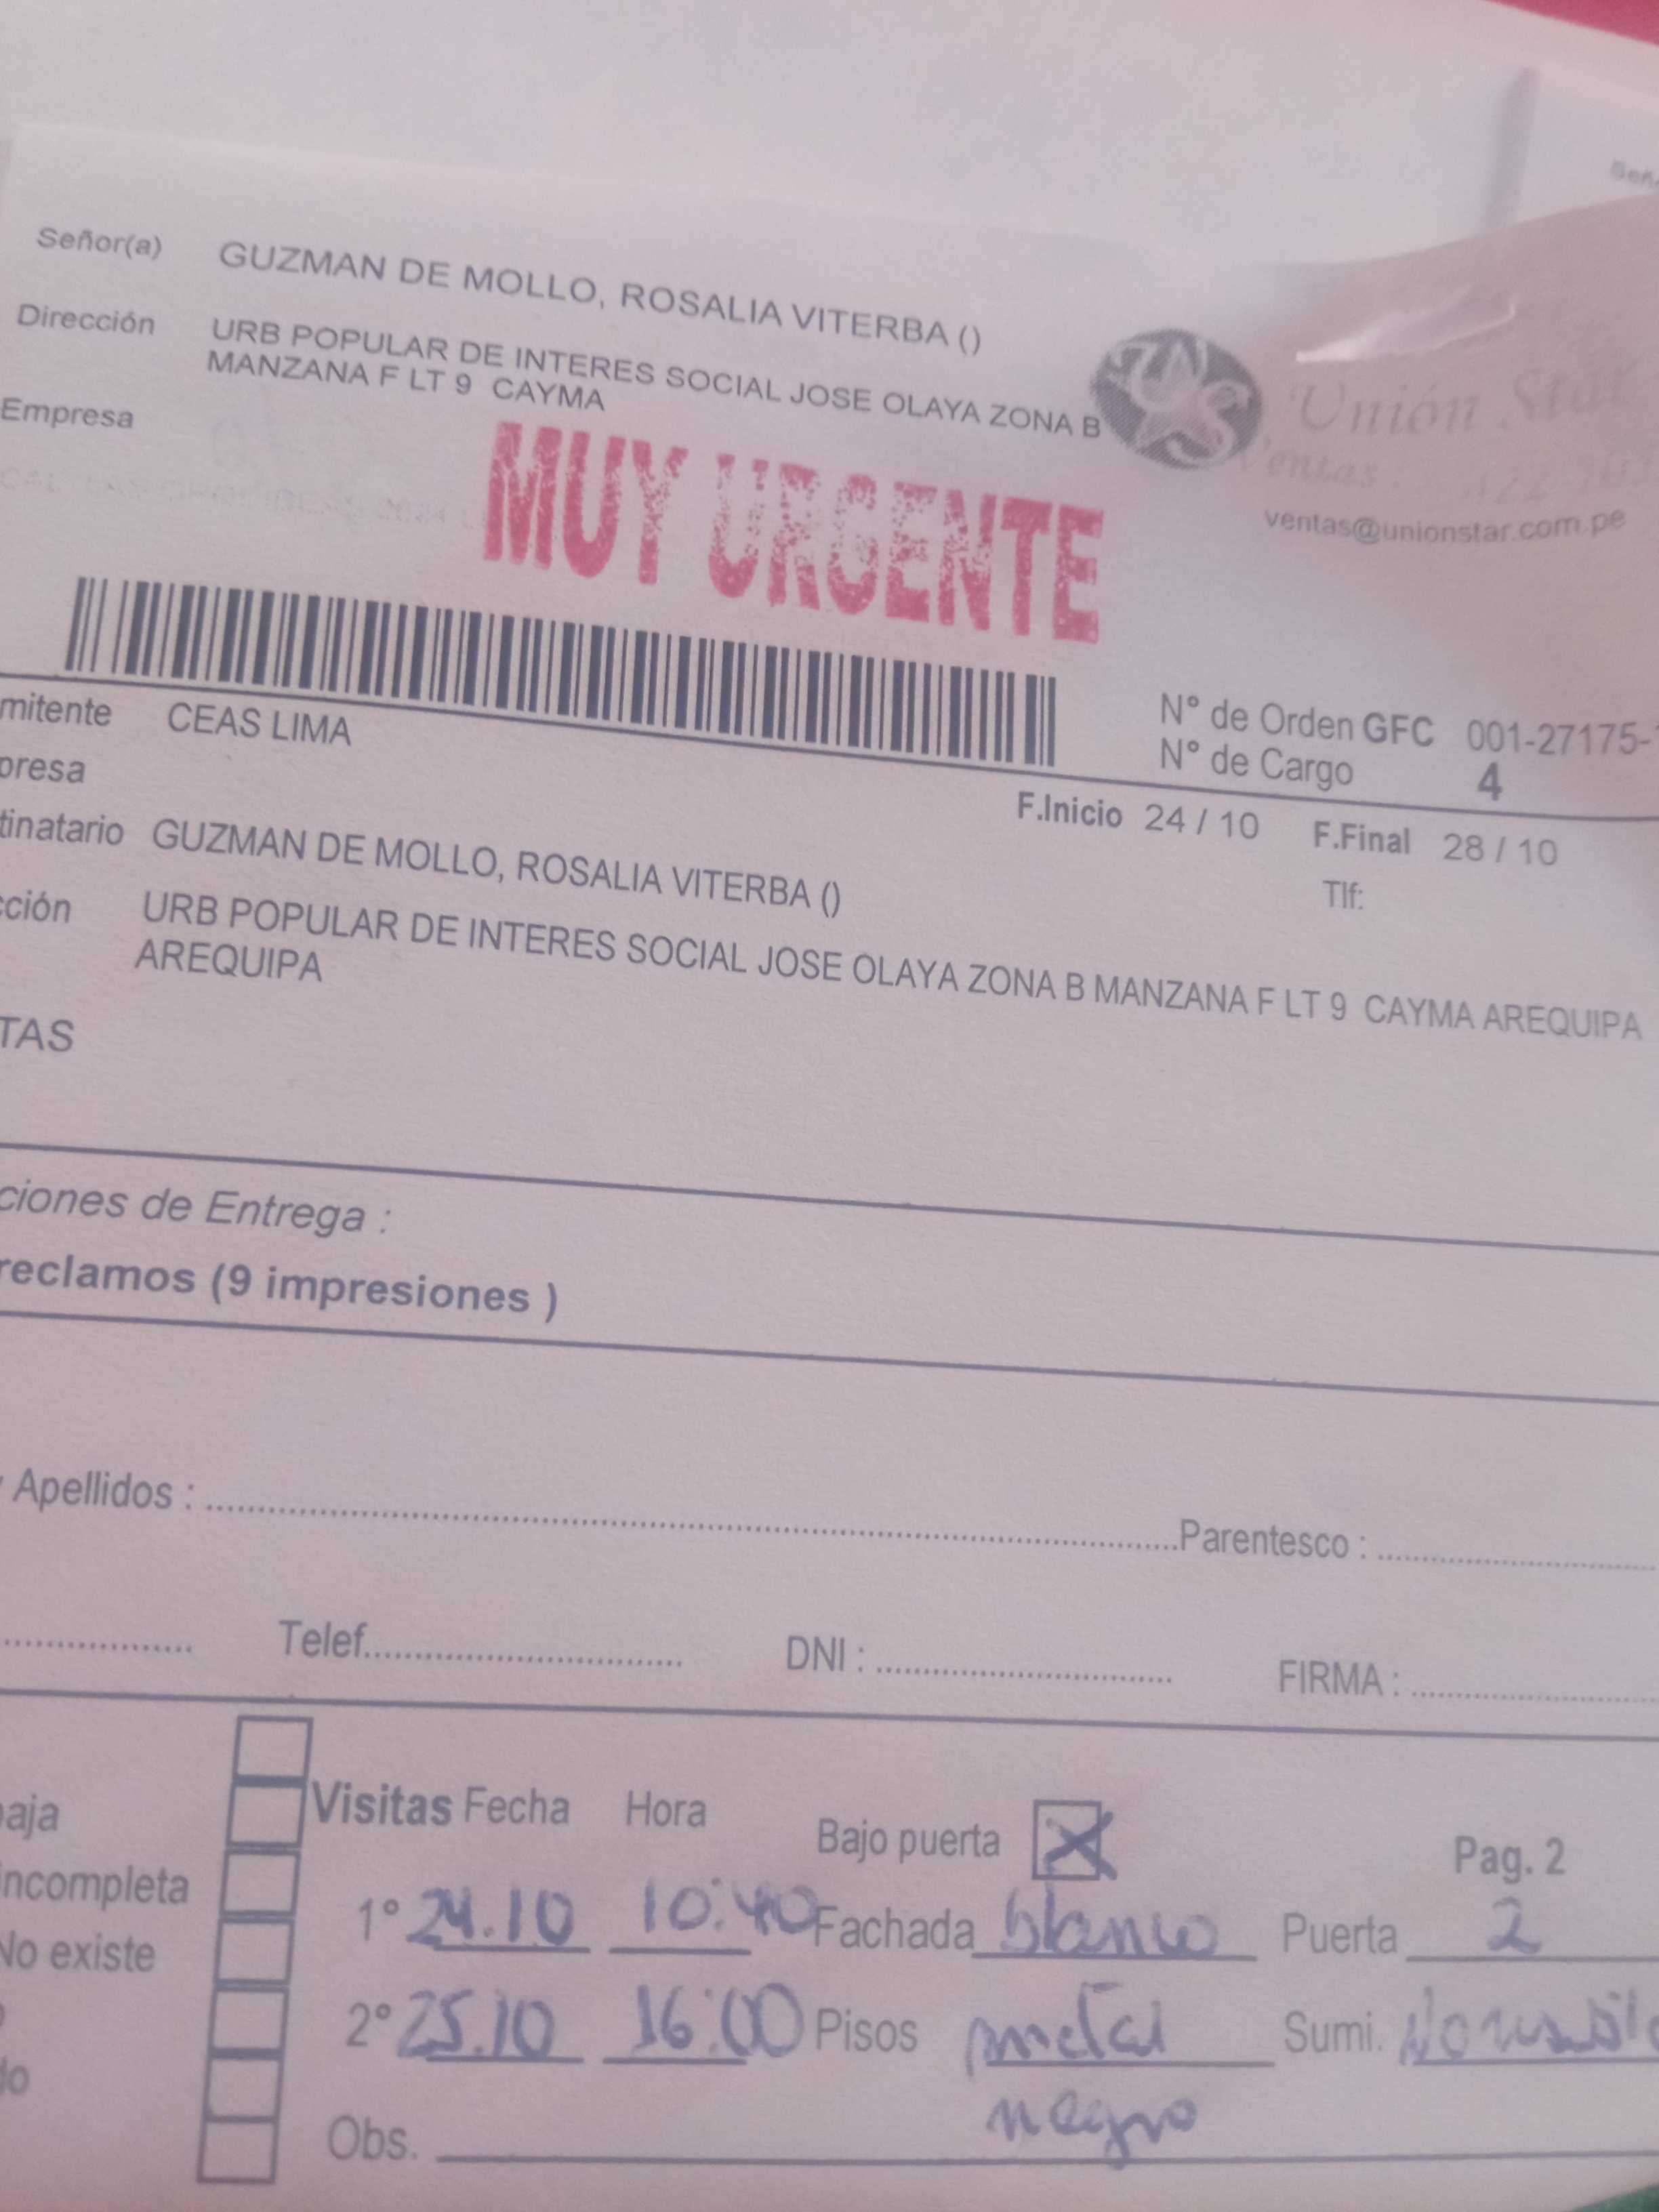 Señor(a) GUZMAN DE MOLLO, ROSALIA VITERBA ()
Dirección URB POPULAR DE INTERES SOCIAL JOSE OLAYA ZONA B
MANZANA F LT 9 CAYMA
Empresa
Unión Star
ventas@unionstar.com.pe
MUY URGENTE
N° de Orden GFC 001-27175-
N° de Cargo 4
mitente CEAS LIMA
presa
F.Inicio 24 / 10 F.Final 28 / 10
tinatario GUZMAN DE MOLLO, ROSALIA VITERBA ()
Tlf:
cción URB POPULAR DE INTERES SOCIAL JOSE OLAYA ZONA B MANZANA F LT 9 CAYMA AREQUIPA
AREQUIPA
TAS
ciones de Entrega :
reclamos (9 impresiones )
y Apellidos : Parentesco :
Telef. DNI : FIRMA :
Visitas Fecha Hora Bajo puerta X Pag. 2
aja
incompleta
1° 24.10 10:40 Fachada blanco Puerta 2
No existe
2° 25.10 16:00 Pisos metal Sumi.
do
negro
Obs.